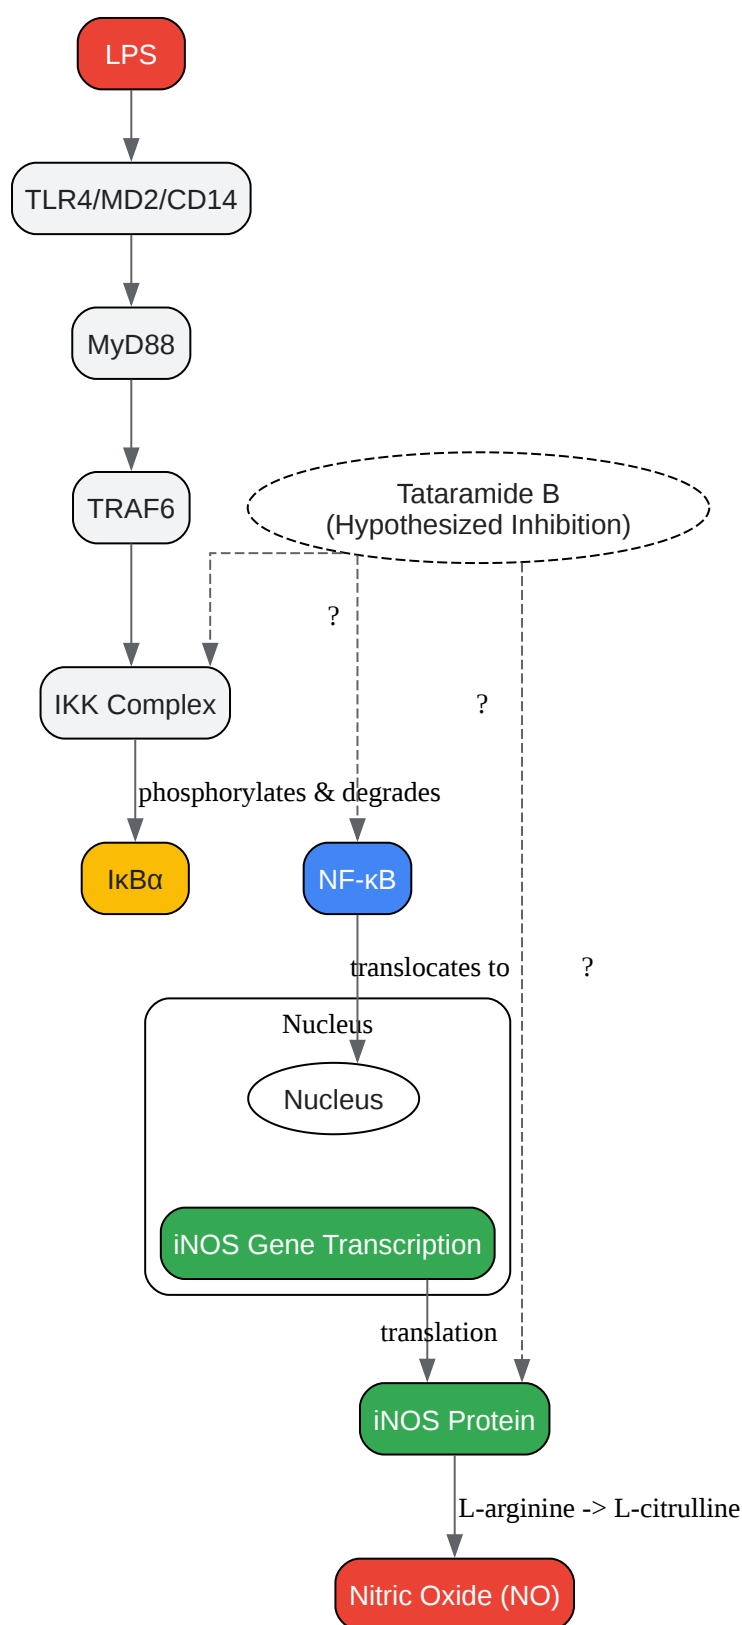 LPS
TLR4/MD2/CD14
MyD88
TRAF6
Tataramide B
(Hypothesized Inhibition)
?
?
IKK Complex
phosphorylates & degrades
IκBα
NF-κB
translocates to
?
Nucleus
Nucleus
iNOS Gene Transcription
translation
iNOS Protein
L-arginine -> L-citrulline
Nitric Oxide (NO)